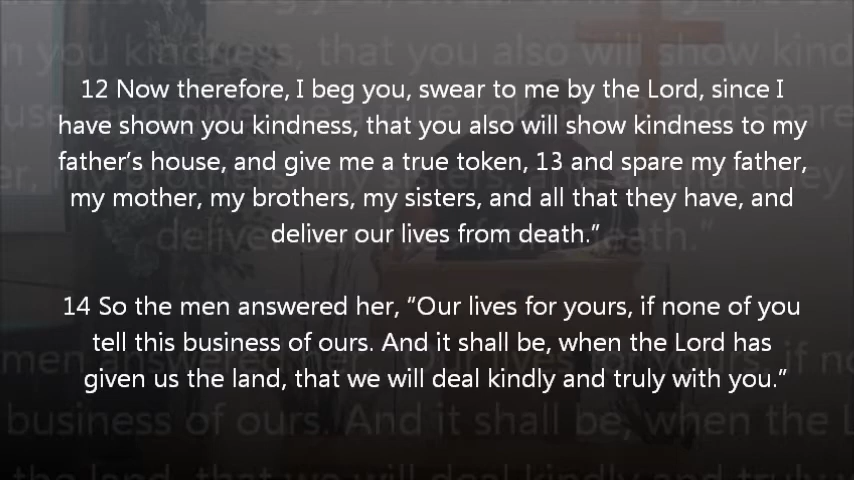 12 Now therefore, I beg you, swear to me by the Lord, since I
have shown you kindness, that you also will show kindness to my
father’s house, and give me a true token, 13 and spare my father,
my mother, my brothers, my sisters, and all that they have, and
deliver our lives from death.”
14 So the men answered her, “Our lives for yours, if none of you
tell this business of ours. And it shall be, when the Lord has
given us the land, that we will deal kindly and truly with you.”